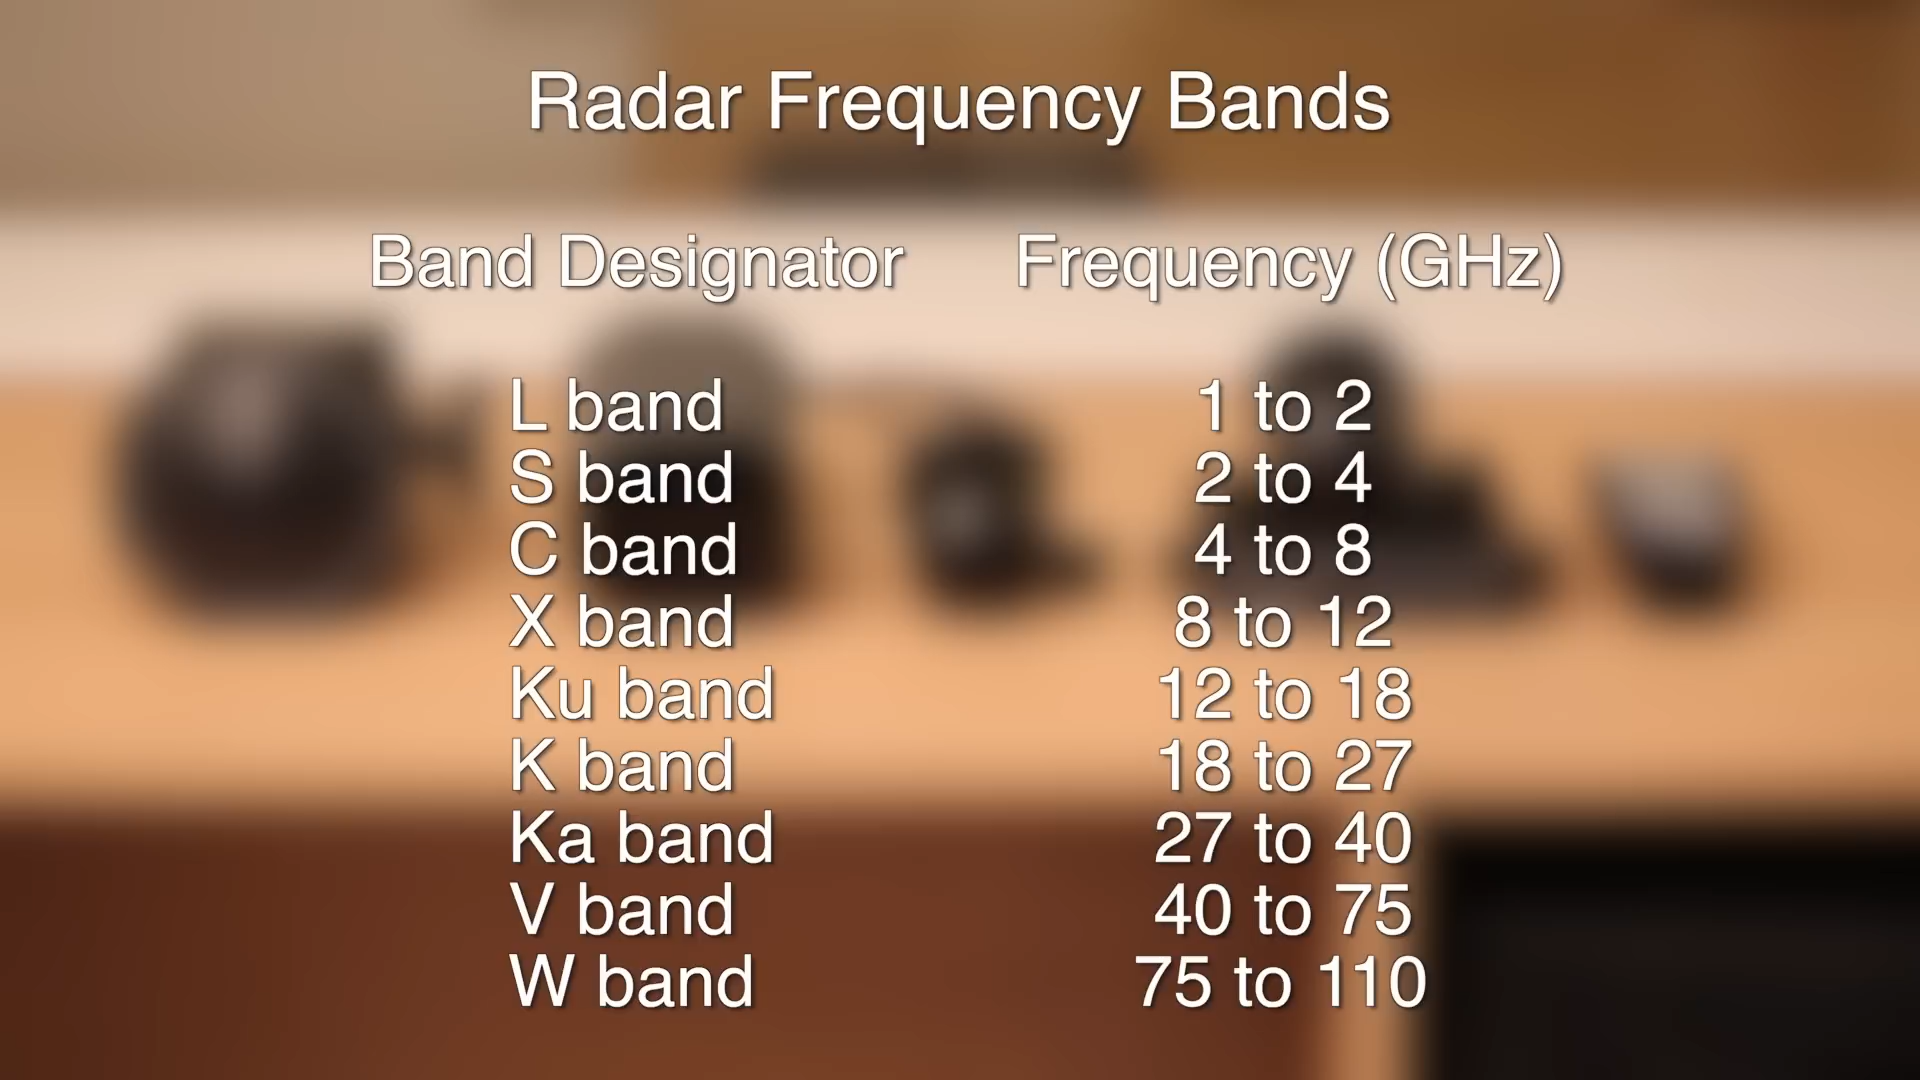 Radar Frequency Bands
Band Designator Frequency (GHz)
L band 1 to 2
S band 2 to 4
C band 4 to 8
X band 8 to 12
Ku band 12 to 18
K band 18 to 27
Ka band 27 to 40
V band 40 to 75
W band 75 to 110